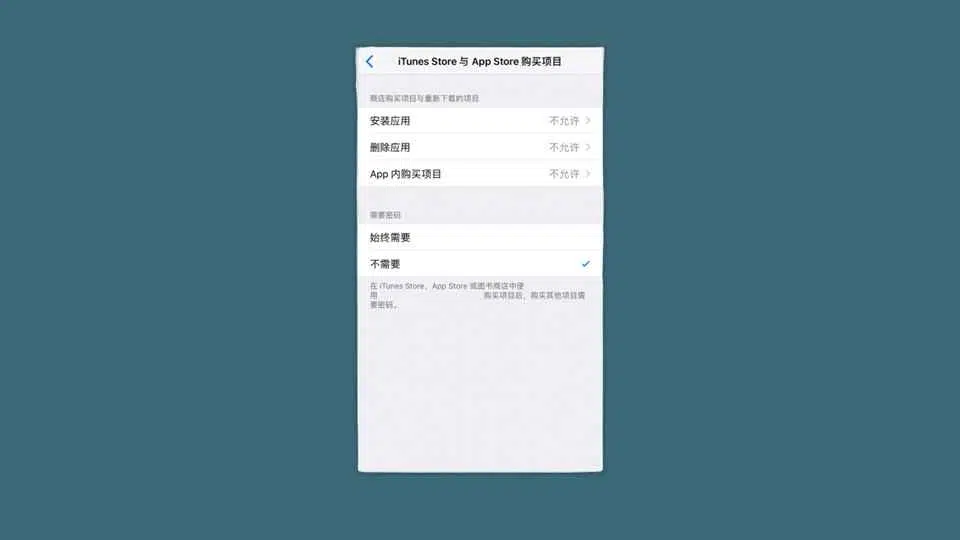 iTunes Store 与 App Store 购买项目
商店购买项目与重新下载的项目
安装应用 不允许
删除应用 不允许
App 内购买项目 不允许
需要密码
始终需要
不需要
在 iTunes Store、App Store 或图书商店中使
用 购买项目后，购买其他项目需
要密码。